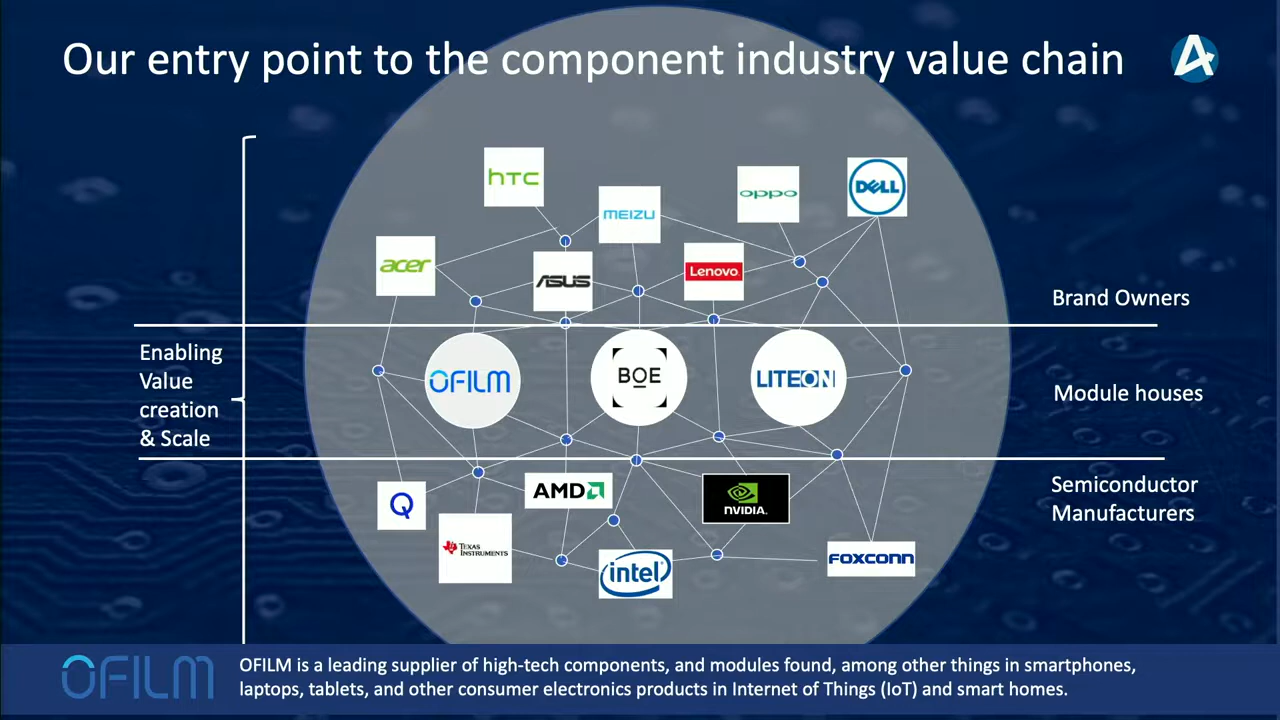 Our entry point to the component industry value chain
hTC
MEIZU
oppo
DELL
acer
ASUS
Lenovo
Brand Owners
Enabling
Value
creation
& Scale
OFILM
BOE
LITEON
Module houses
Q
AMD
NVIDIA
Semiconductor
Manufacturers
TEXAS
INSTRUMENTS
intel
FOXCONN
OFILM
OFILM is a leading supplier of high-tech components, and modules found, among other things in smartphones,
laptops, tablets, and other consumer electronics products in Internet of Things (IoT) and smart homes.